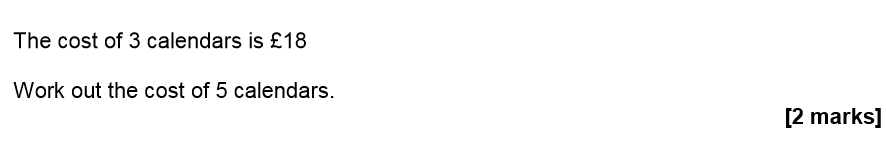 The cost of 3 calendars is £18
Work out the cost of 5 calendars.
[2 marks]